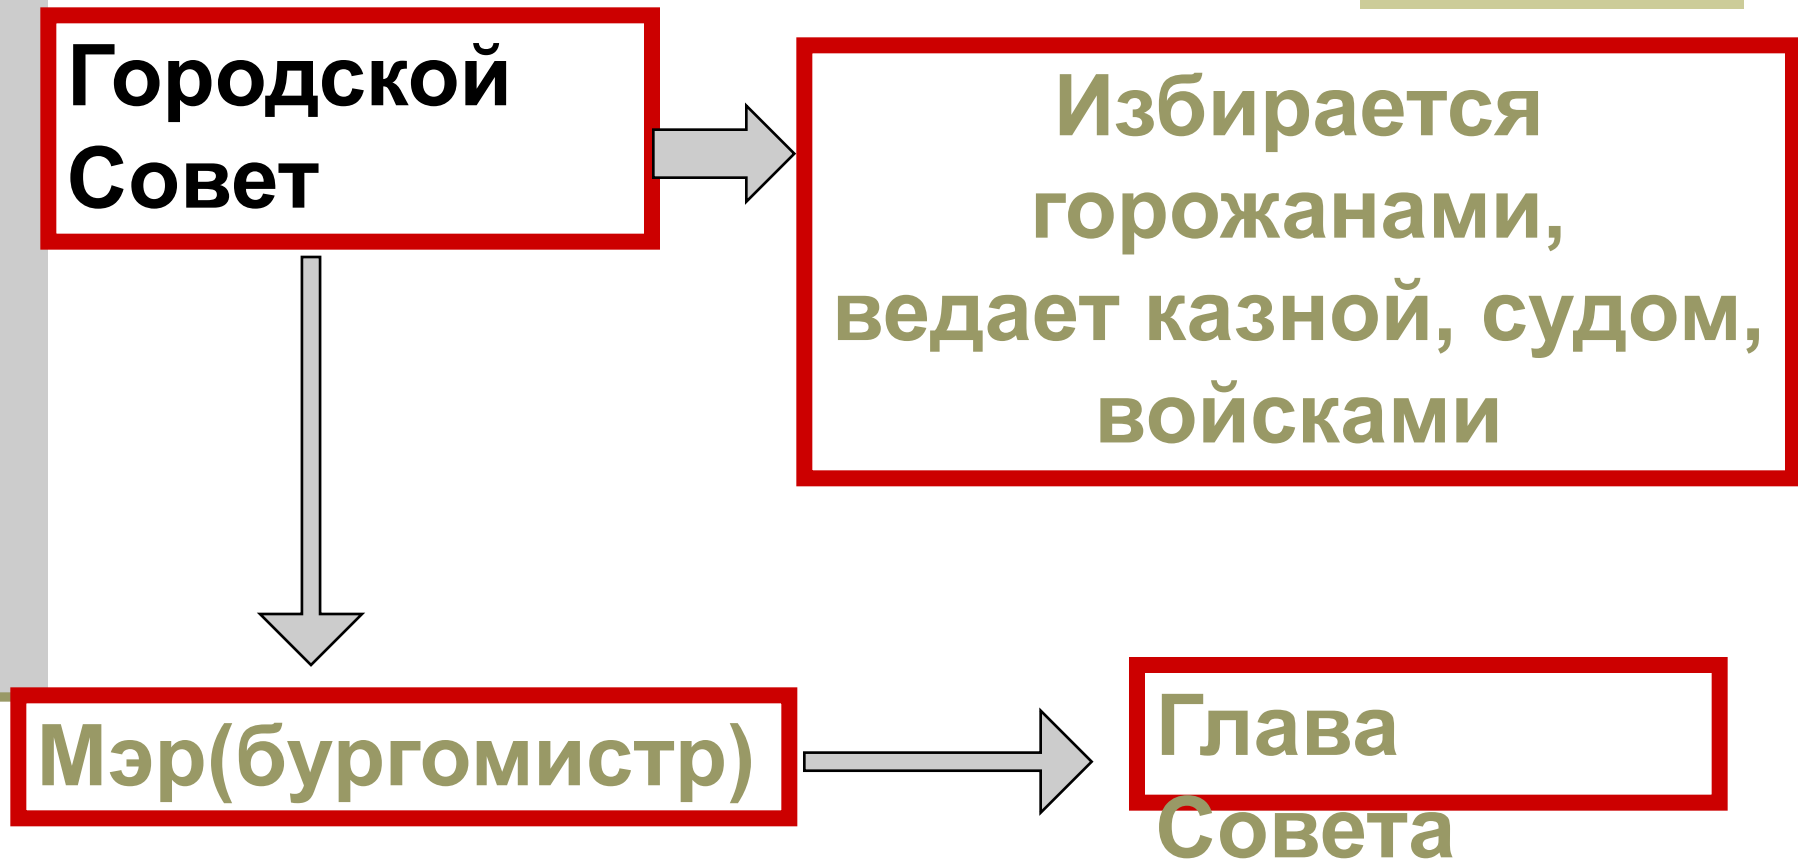 Городской
Совет
Избирается
горожанами,
ведает казной, судом,
войсками
Мэр(бургомистр)
Глава
Совета